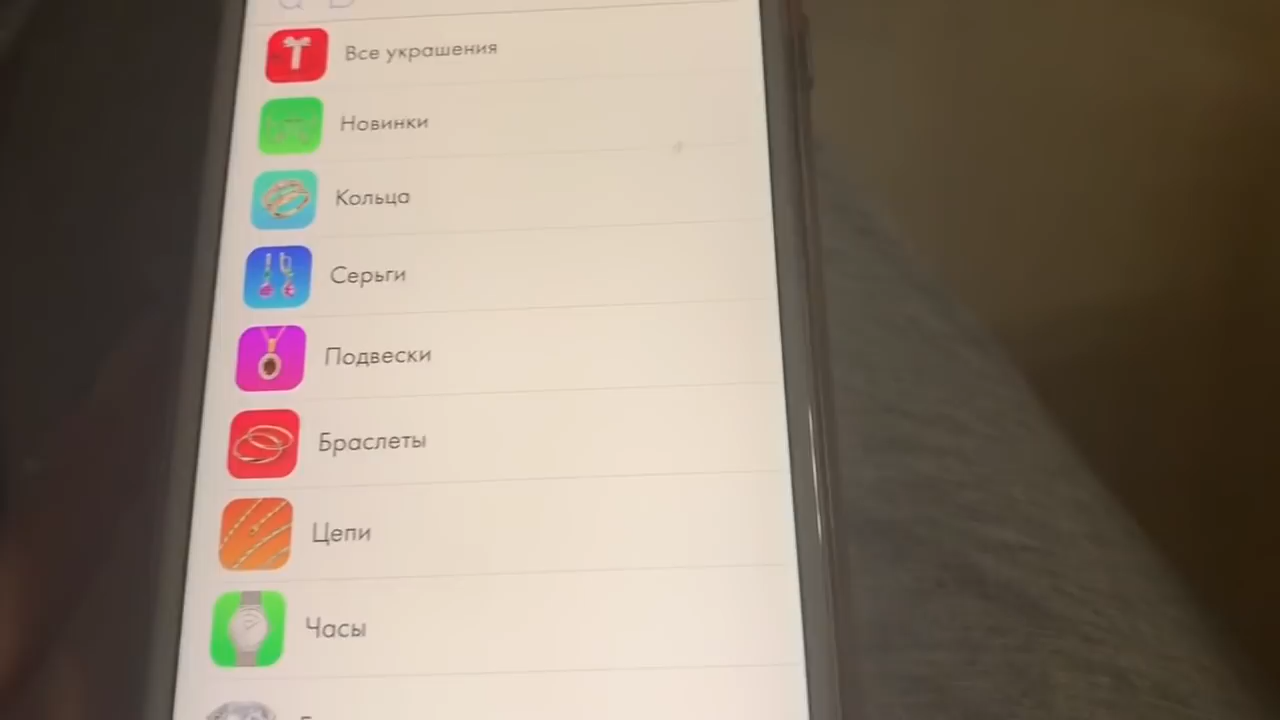 Все украшения
Новинки
Кольца
Серьги
Подвески
Браслеты
Цепи
Часы